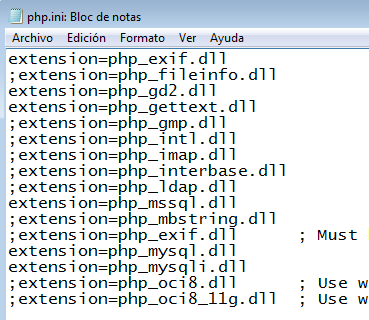 php.ini: Bloc de notas
Archivo Edición Formato Ver Ayuda
extension=php_exif.dll
;extension=php_fileinfo.dll
extension=php_gd2.dll
extension=php_gettext.dll
;extension=php_gmp.dll
;extension=php_intl.dll
;extension=php_imap.dll
;extension=php_interbase.dll
;extension=php_ldap.dll
extension=php_mssql.dll
;extension=php_mbstring.dll
;extension=php_exif.dll ; Must
extension=php_mysql.dll
extension=php_mysqli.dll
;extension=php_oci8.dll ; Use w
;extension=php_oci8_11g.dll ; Use w